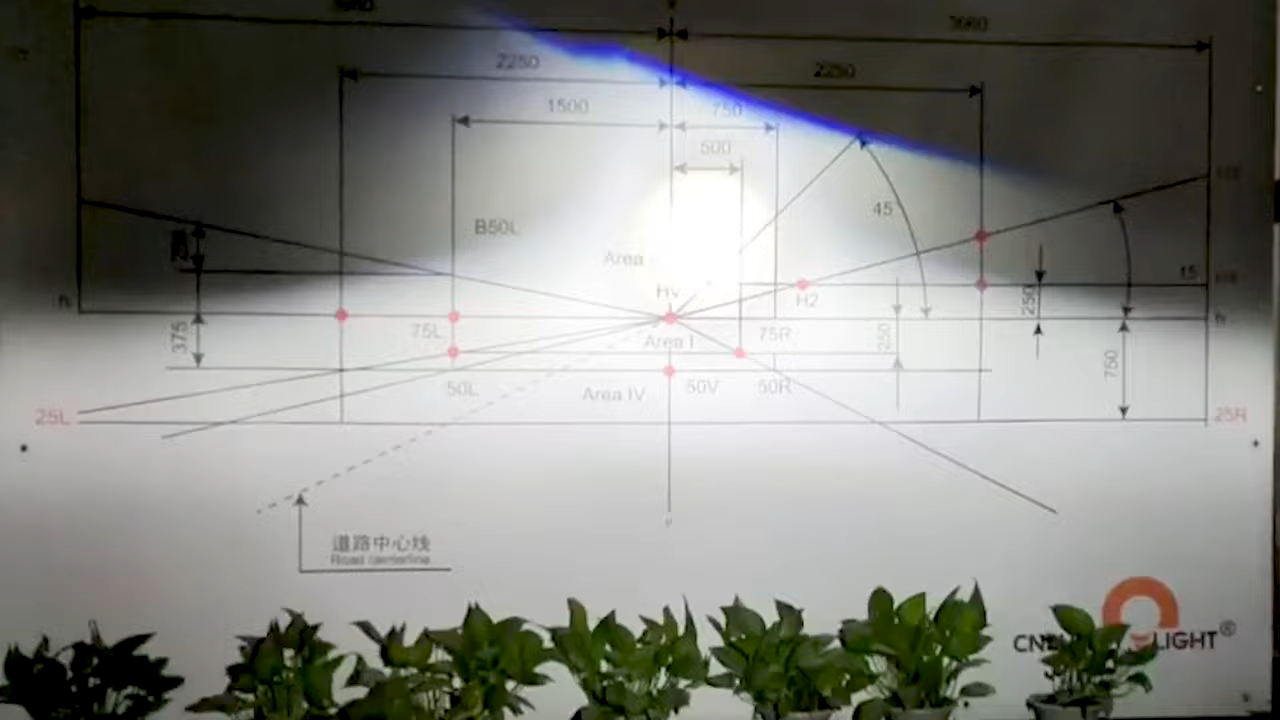 2250
2250
1500
750
500
45
B50L
Area
15
HV
H2
250
h
h
375
75L
75R
250
Area I
750
50L
Area IV
50V
50R
25L
25R
道路中心线
Road centerline
LIGHT®